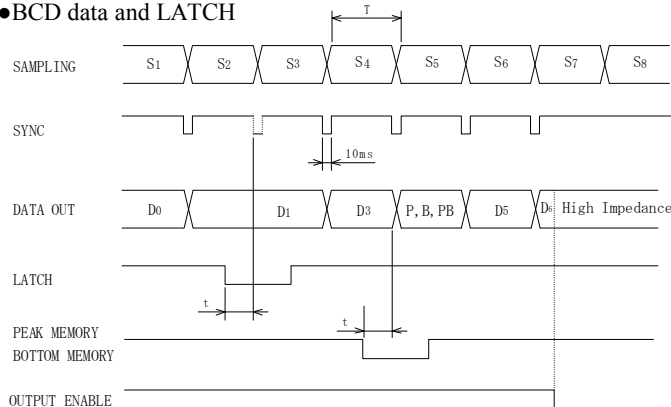 ●BCD data and LATCH
T
SAMPLING S1 S2 S3 S4 S5 S6 S7 S8
SYNC
10ms
DATA OUT D0 D1 D3 P, B, PB D5 D6 High Impedance
LATCH
t
t
PEAK MEMORY
BOTTOM MEMORY
OUTPUT ENABLE